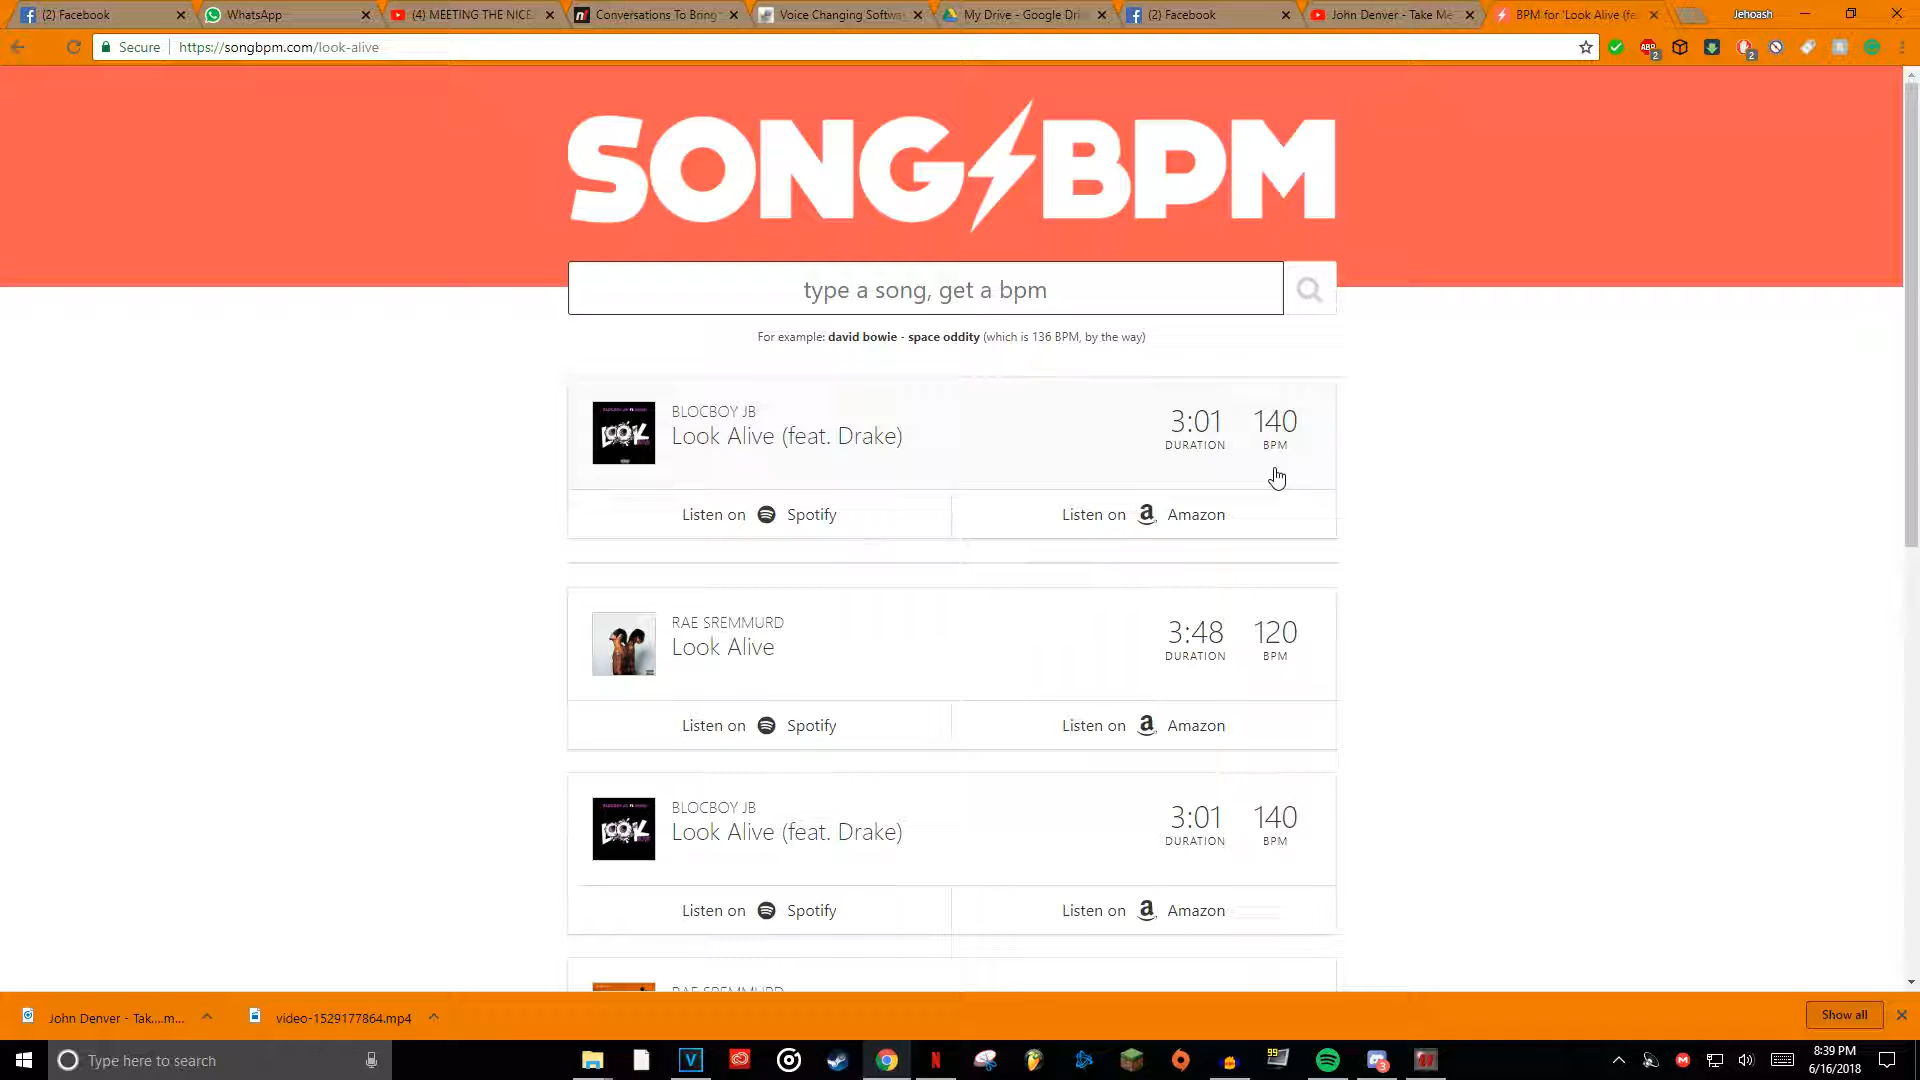 (2) Facebook
WhatsApp
(4) MEETING THE NICE
Conversations To Bring
Voice Changing Softwa
My Drive - Google Dri
(2) Facebook
John Denver - Take Me
BPM for 'Look Alive (fe
Jehoash
Secure
https://songbpm.com/look-alive
SONG BPM
type a song, get a bpm
For example: david bowie - space oddity (which is 136 BPM, by the way)
BLOCBOY JB
Look Alive (feat. Drake)
3:01
DURATION
140
BPM
Listen on Spotify
Listen on Amazon
RAE SREMMURD
Look Alive
3:48
DURATION
120
BPM
Listen on Spotify
Listen on Amazon
BLOCBOY JB
Look Alive (feat. Drake)
3:01
DURATION
140
BPM
Listen on Spotify
Listen on Amazon
RAE SREMMURD
John Denver - Tak....m...
video-1529177864.mp4
Show all
Type here to search
8:39 PM
6/16/2018